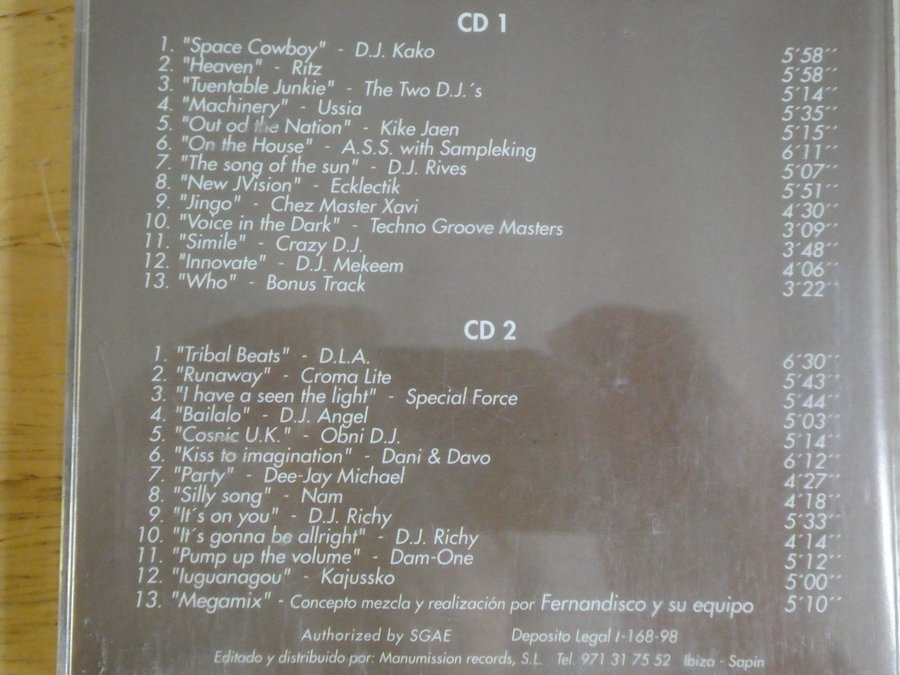 CD 1
1. "Space Cowboy" - D.J. Kako 5´58´´
2. "Heaven" - Ritz 5´58´´
3. "Tuentable Junkie" - The Two D.J.´s 5´14´´
4. "Machinery" - Ussia 5´35´´
5. "Out od the Nation" - Kike Jaen 5´15´´
6. "On the House" - A.S.S. with Sampleking 6´11´´
7. "The song of the sun" - D.J. Rives 5´07´´
8. "New JVision" - Ecklectik 5´51´´
9. "Jingo" - Chez Master Xavi 4´30´´
10. "Voice in the Dark" - Techno Groove Masters 3´09´´
11. "Simile" - Crazy D.J. 3´48´´
12. "Innovate" - D.J. Mekeem 4´06´´
13. "Who" - Bonus Track 3´22´´
CD 2
1. "Tribal Beats" - D.L.A. 6´30´´
2. "Runaway" - Croma Lite 5´43´´
3. "I have a seen the light" - Special Force 5´44´´
4. "Bailalo" - D.J. Angel 5´03´´
5. "Cosnic U.K." - Obni D.J. 5´14´´
6. "Kiss to imagination" - Dani & Davo 6´12´´
7. "Party" - Dee-Jay Michael 4´27´´
8. "Silly song" - Nam 4´18´´
9. "It´s on you" - D.J. Richy 5´33´´
10. "It´s gonna be allright" - D.J. Richy 4´14´´
11. "Pump up the volume" - Dam-One 5´12´´
12. "Iuguanagou" - Kajussko 5´00´´
13. "Megamix" - Concepto mezcla y realización por Fernandisco y su equipo 5´10´´
Authorized by SGAE Deposito Legal I-168-98
Editado y distribuido por: Manumission records, S.L. Tel. 971 31 75 52 Ibiza - Sapin